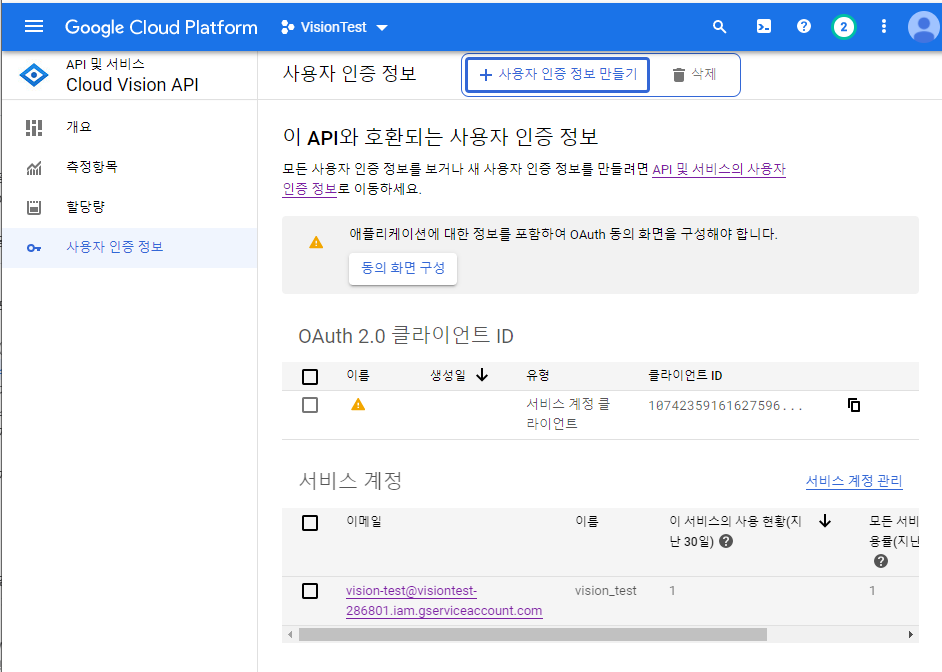 Google Cloud Platform
VisionTest
2
API 및 서비스
Cloud Vision API
사용자 인증 정보
사용자 인증 정보 만들기
삭제
개요
측정항목
할당량
사용자 인증 정보
이 API와 호환되는 사용자 인증 정보
모든 사용자 인증 정보를 보거나 새 사용자 인증 정보를 만들려면 API 및 서비스의 사용자
인증 정보로 이동하세요.
애플리케이션에 대한 정보를 포함하여 OAuth 동의 화면을 구성해야 합니다.
동의 화면 구성
OAuth 2.0 클라이언트 ID
이름 생성일 유형 클라이언트 ID
서비스 계정 클 10742359161627596...
라이언트
서비스 계정
서비스 계정 관리
이메일 이름 이 서비스의 사용 현황(지 모든 서비
난 30일) 용률(지난
vision-test@visiontest- vision_test 1 1
286801.iam.gserviceaccount.com